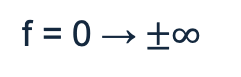 f = 0 → ±∞